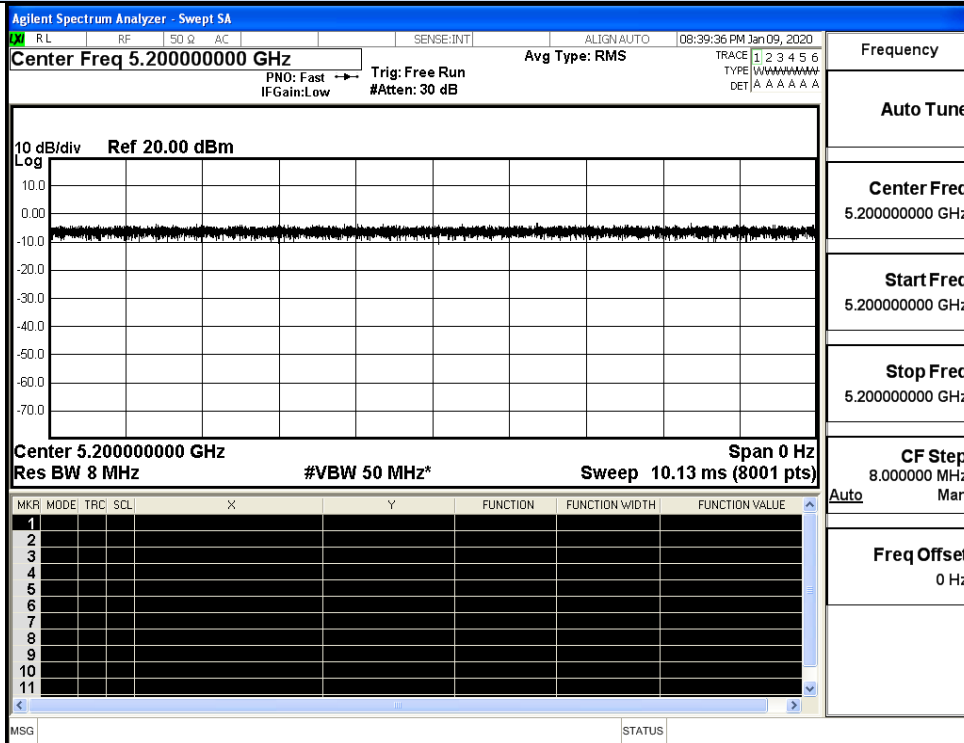 Agilent Spectrum Analyzer - Swept SA
LXI RL RF 50 Ω AC SENSE:INT ALIGN AUTO 08:39:36 PM Jan 09, 2020
Center Freq 5.200000000 GHz
Avg Type: RMS
TRACE 1 2 3 4 5 6
PNO: Fast
Trig: Free Run
TYPE WWWWWW
IFGain:Low
#Atten: 30 dB
DET A A A A A A
10 dB/div Ref 20.00 dBm
Log
10.0
0.00
-10.0
-20.0
-30.0
-40.0
-50.0
-60.0
-70.0
Center 5.200000000 GHz Span 0 Hz
Res BW 8 MHz #VBW 50 MHz* Sweep 10.13 ms (8001 pts)
MKR MODE TRC SCL X Y FUNCTION FUNCTION WIDTH FUNCTION VALUE
1
2
3
4
5
6
7
8
9
10
11
MSG STATUS
Frequency
Auto Tune
Center Freq
5.200000000 GHz
Start Freq
5.200000000 GHz
Stop Freq
5.200000000 GHz
CF Step
8.000000 MHz
Auto Man
Freq Offset
0 Hz